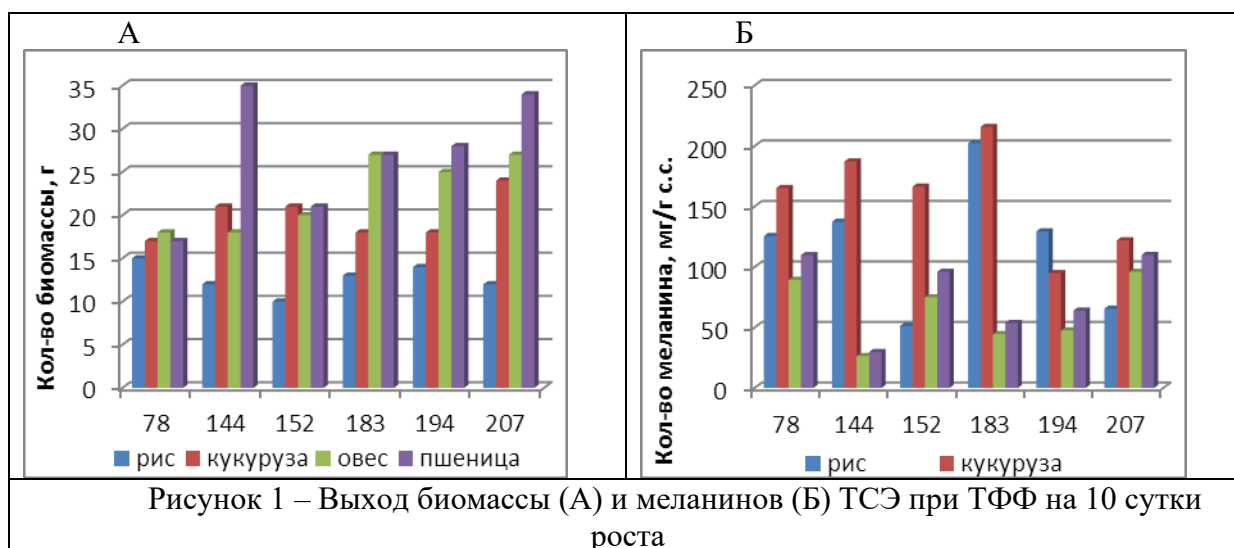 А
Кол-во биомассы, г
35
30
25
20
15
10
5
0
78 144 152 183 194 207
рис кукуруза овес пшеница
Б
Кол-во меланина, мг/г с.с.
250
200
150
100
50
0
78 144 152 183 194 207
рис кукуруза
Рисунок 1 – Выход биомассы (А) и меланинов (Б) ТСЭ при ТФФ на 10 сутки
роста